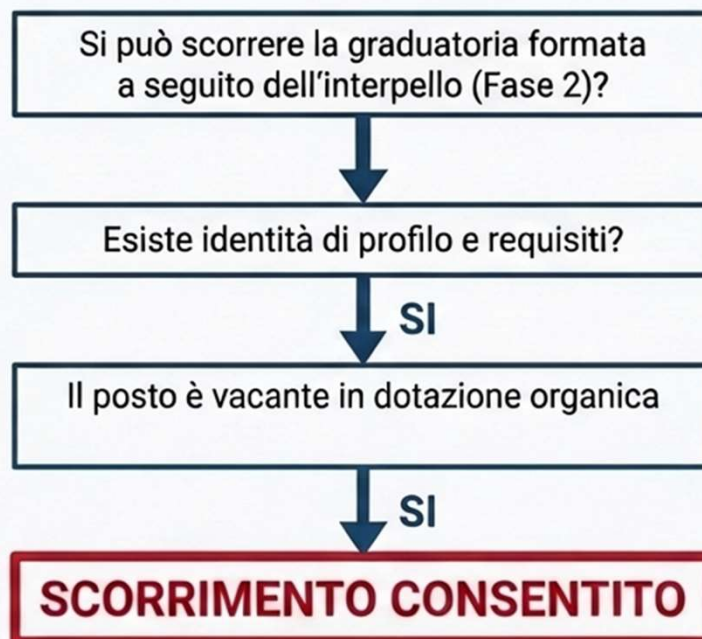 Si può scorrere la graduatoria formata
a seguito dell'interpello (Fase 2)?
Esiste identità di profilo e requisiti?
SI
Il posto è vacante in dotazione organica
SI
SCORRIMENTO CONSENTITO